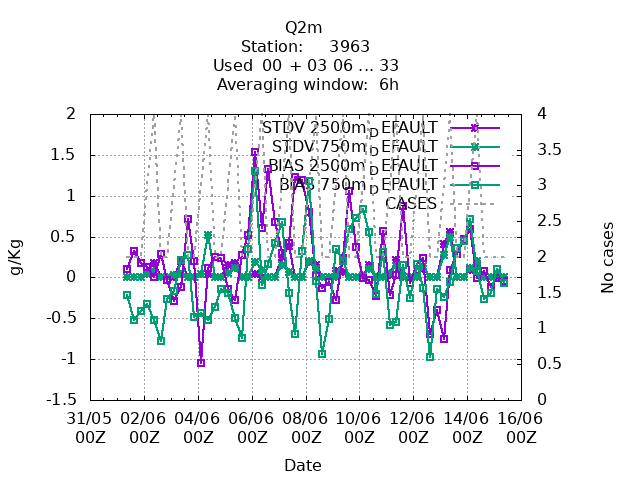 Q2m
Station: 3963
Used 00 + 03 06 ... 33
Averaging window: 6h
STDV 2500m_DEFAULT
STDV 750m_DEFAULT
BIAS 2500m_DEFAULT
BIAS 750m_DEFAULT
CASES
2
1.5
1
0.5
0
-0.5
-1
-1.5
4
3.5
3
2.5
2
1.5
1
0.5
0
g/Kg
No cases
31/05 02/06 04/06 06/06 08/06 10/06 12/06 14/06 16/06
00Z 00Z 00Z 00Z 00Z 00Z 00Z 00Z 00Z
Date